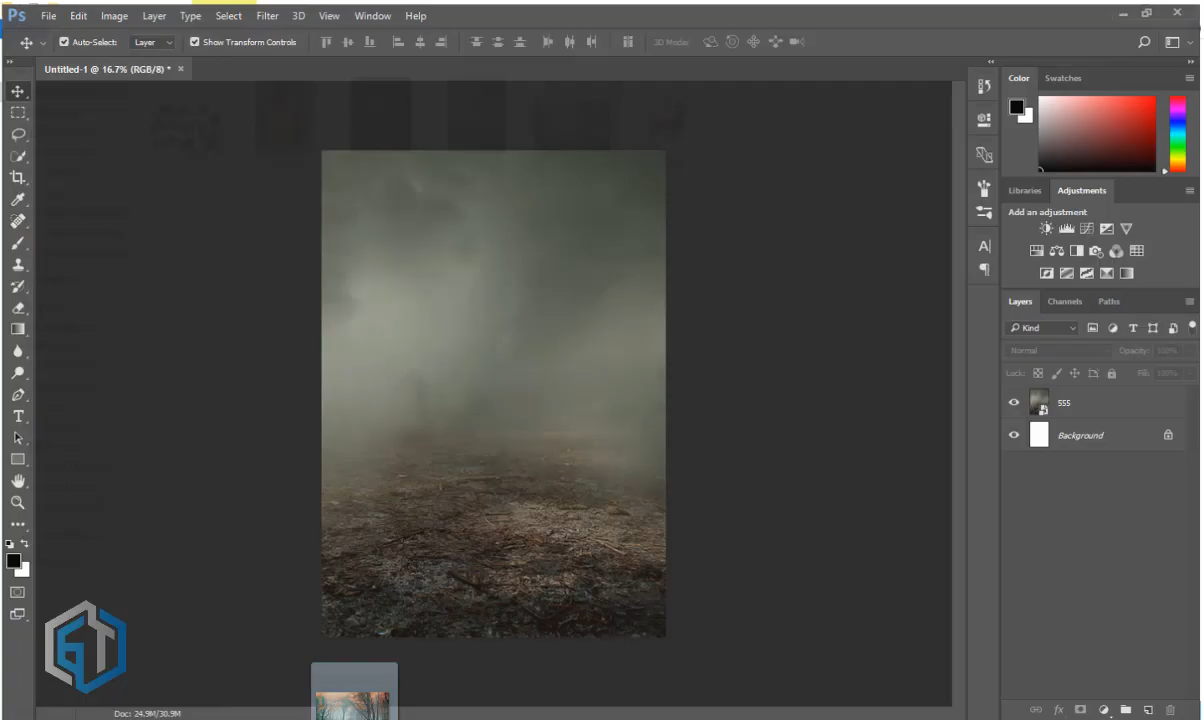 Ps File Edit Image Layer Type Select Filter 3D View Window Help
Auto-Select: Layer Show Transform Controls 3D Mode:
Untitled-1 @ 16.7% (RGB/8) * ×
Color Swatches
Libraries Adjustments
Add an adjustment
Layers Channels Paths
Kind
Normal Opacity: 100%
Lock: Fill: 100%
555
Background
fx
GT
Doc: 24.9M/30.9M